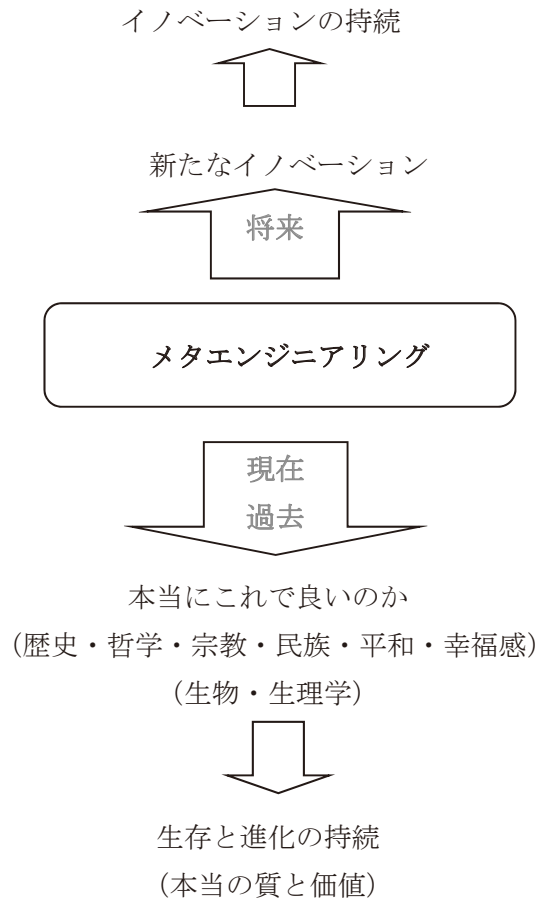 イノベーションの持続
新たなイノベーション
将来
メタエンジニアリング
現在
過去
本当にこれで良いのか
（歴史・哲学・宗教・民族・平和・幸福感）
（生物・生理学）
生存と進化の持続
（本当の質と価値）